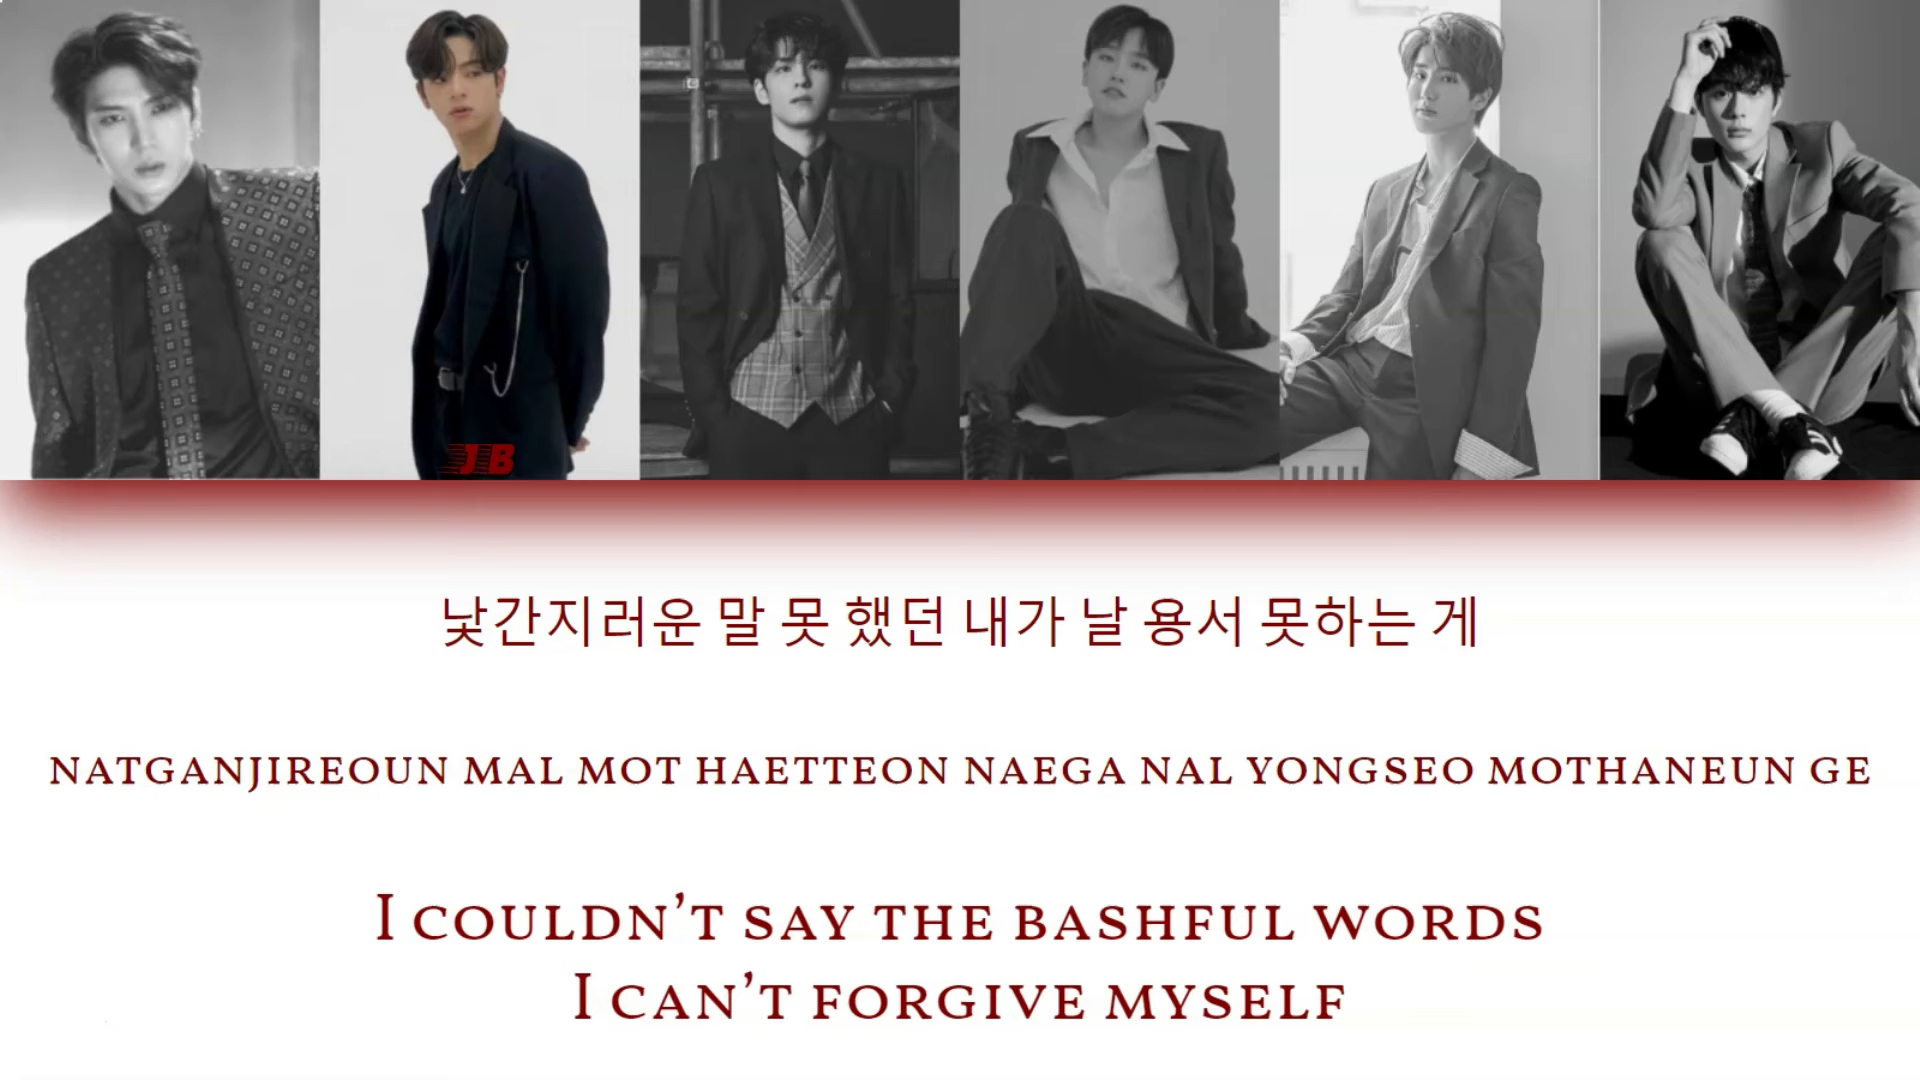 JB
낯간지러운 말 못 했던 내가 날 용서 못하는 게
NATGANJIREOUN MAL MOT HAETTEON NAEGA NAL YONGSEO MOTHANEUN GE
I COULDN'T SAY THE BASHFUL WORDS
I CAN'T FORGIVE MYSELF